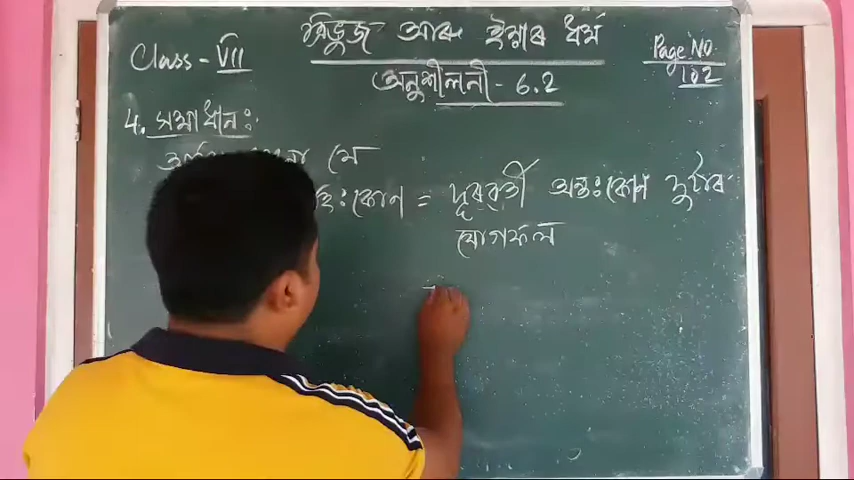 Class - VII
ত্ৰিভুজ আৰু ইয়াৰ ধৰ্ম
Page No
102
অনুশীলনী - 6.2
4. সমাধান :
যে
বহিঃকোণ = দূৰৱৰ্তী অন্তঃকোণ দুটাৰ
যোগফল